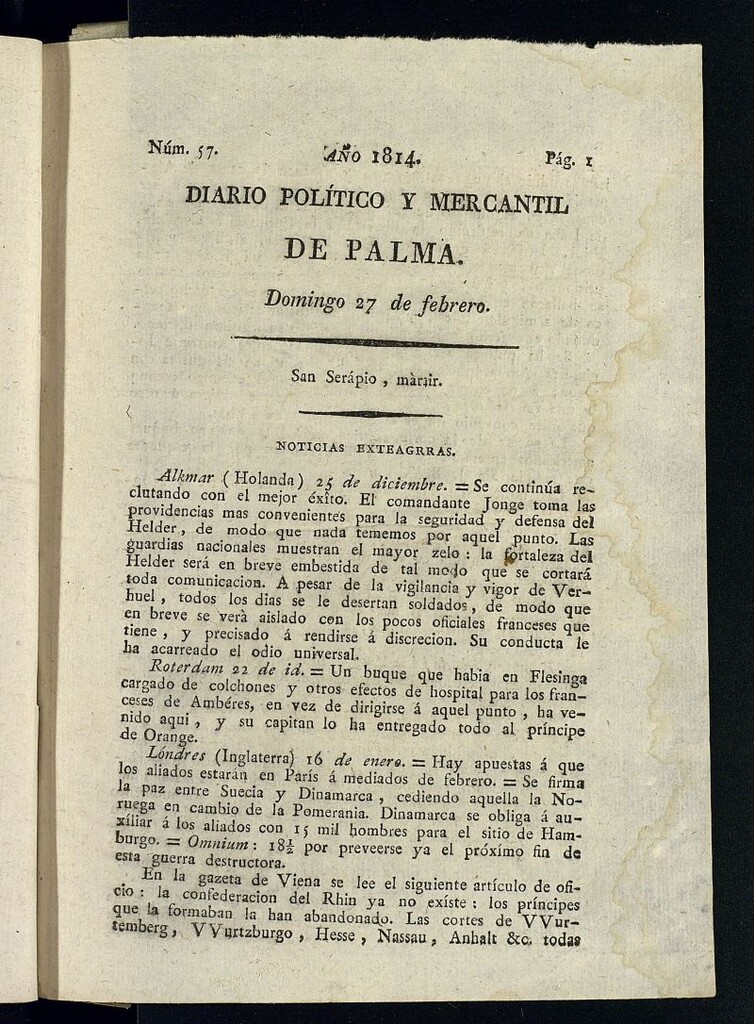 Núm. 57. AÑO 1814. Pág. 1
DIARIO POLÍTICO Y MERCANTIL
DE PALMA.
Domingo 27 de febrero.
San Serápio , màrtir.
NOTICIAS EXTEAGRRAS.
Alkmar ( Holanda ) 25 de diciembre. = Se continúa re-
clutando con el mejor éxîto. El comandante Jonge toma las
providencias mas convenientes para la seguridad y defensa del
Helder, de modo que nada tememos por aquel punto. Las
guardias nacionales muestran el mayor zelo : la fortaleza del
Helder será en breve embestida de tal modo que se cortará
toda comunicacion. A pesar de la vigilancia y vigor de Ver-
huel , todos los dias se le desertan soldados, de modo que
en breve se verà aislado con los pocos oficiales franceses que
tiene , y precisado á rendirse á discrecion. Su conducta le
ha acarreado el odio universal.
Roterdam 22 de id. = Un buque que habia en Flesinga
cargado de colchones y otros efectos de hospital para los fran-
ceses de Ambéres, en vez de dirigirse á aquel punto , ha ve-
nido aqui , y su capitan lo ha entregado todo al príncipe
de Orange.
Lóndres (Inglaterra) 16 de enero. = Hay apuestas á que
los aliados estarán en París á mediados de febrero. = Se firma
la paz entre Suecia y Dinamarca , cediendo aquella la No-
ruega en cambio de la Pomerania. Dinamarca se obliga á au-
xîliar á los aliados con 15 mil hombres para el sitio de Ham-
burgo. = Omnium : 18½ por preveerse ya el próxîmo fin de
esta guerra destructora.
En la gazeta de Viena se lee el siguiente artículo de ofi-
cio : la confederacion del Rhin ya no exîste : los príncipes
que la formaban la han abandonado. Las cortes de VVur-
temberg, VVurtzburgo , Hesse , Nassau, Anhalt &c. todas